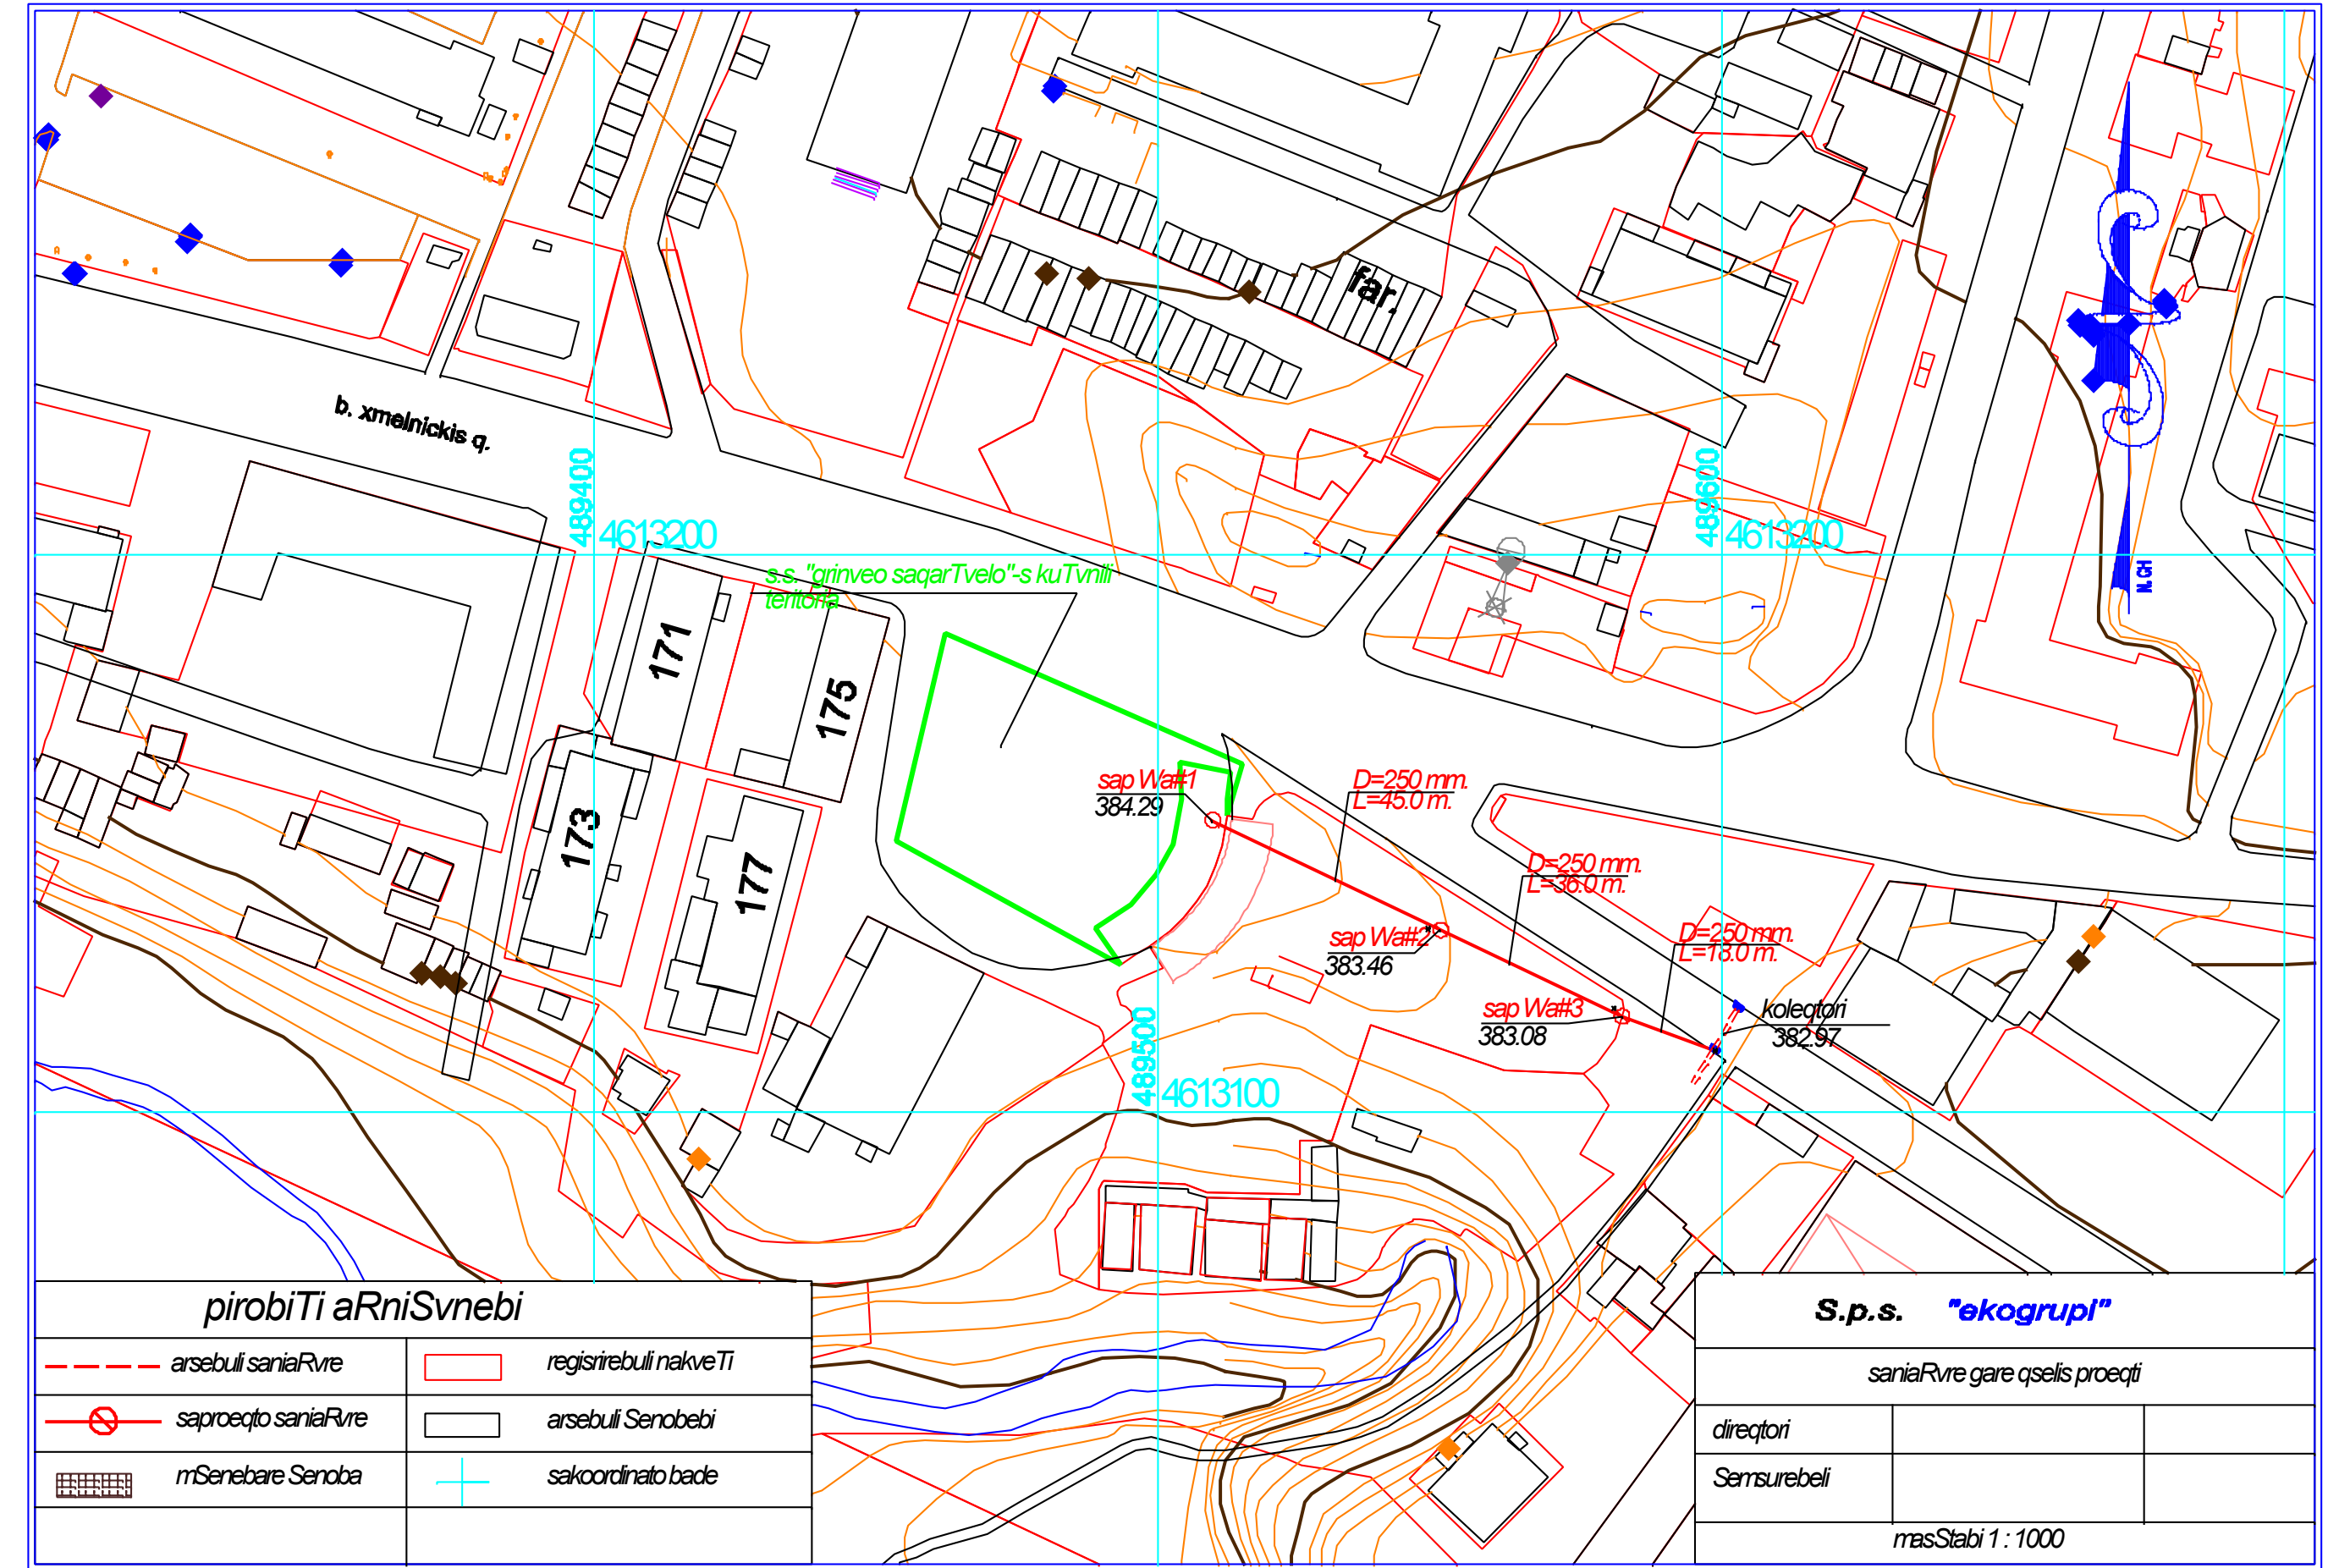 far.
b. xmelnickis q.
489400
4613200
489600
4613200
N. CH
s.s. "grinveo saqarTvelo"-s kuTvnili
teritoria
171
175
173
177
sap Wa#1
384.29
D=250 mm.
L=45.0 m.
D=250 mm.
L=36.0 m.
sap Wa#2
383.46
D=250 mm.
L=18.0 m.
sap Wa#3
383.08
koleqtori
382.97
489500
4613100
pirobiTi aRniSvnebi
arsebuli saniaRvre
regisrirebuli nakveTi
saproeqto saniaRvre
arsebuli Senobebi
mSenebare Senoba
sakoordinato bade
S.p.s. "ekogrupi"
saniaRvre gare qselis proeqti
direqtori
Semsurebeli
masStabi 1 : 1000